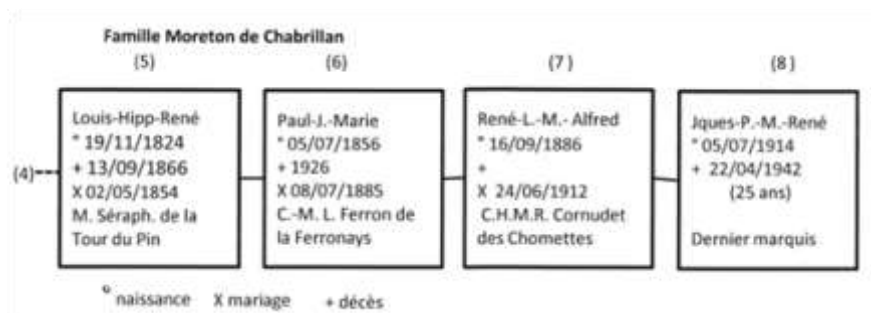 Famille Moreton de Chabrillan
(5) (6) (7) (8)
(4)
Louis-Hipp-René
° 19/11/1824
+ 13/09/1866
X 02/05/1854
M. Séraph. de la
Tour du Pin
Paul-J.-Marie
° 05/07/1856
+ 1926
X 08/07/1885
C.-M. L. Ferron de
la Ferronays
René-L.-M.- Alfred
° 16/09/1886
+
X 24/06/1912
C.H.M.R. Cornudet
des Chomettes
Jques-P.-M.-René
° 05/07/1914
+ 22/04/1942
(25 ans)
Dernier marquis
° naissance X mariage + décès